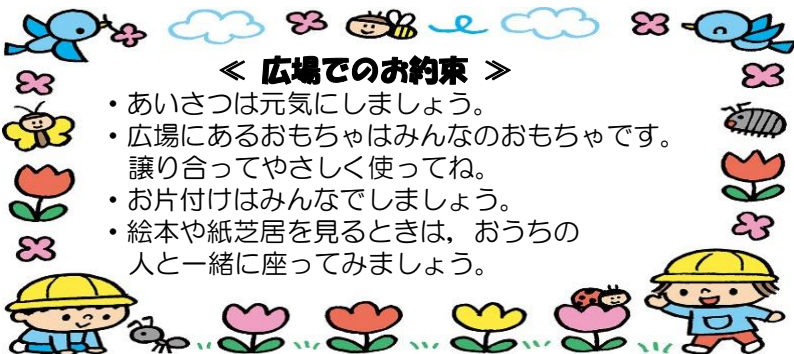 ≪ 広場でのお約束 ≫
・あいさつは元気にしましょう。
・広場にあるおもちゃはみんなのおもちゃです。
譲り合ってやさしく使ってね。
・お片付けはみんなでしましょう。
・絵本や紙芝居を見るときは，おうちの
人と一緒に座ってみましょう。